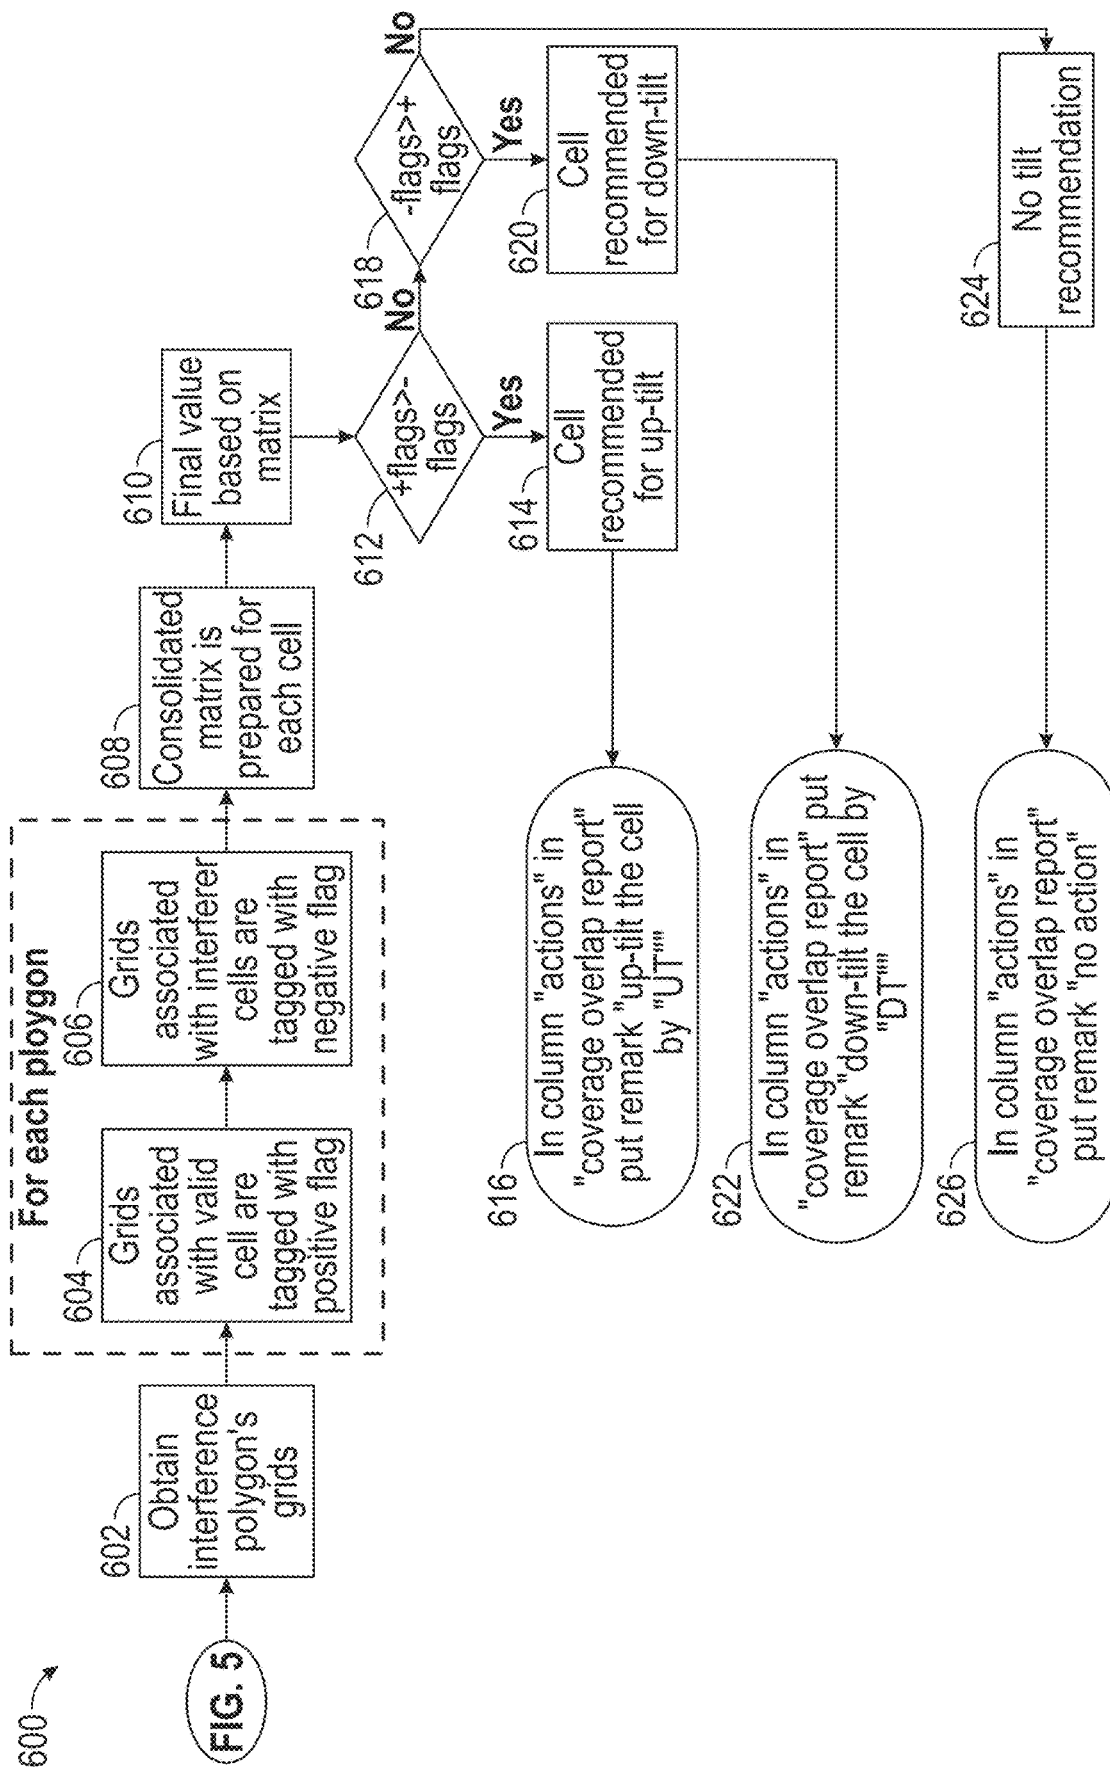 600
FIG. 5
602
Obtain
interference
polygon's
grids
For each ploygon
604
Grids
associated
with valid
cell are
tagged with
positive flag
606
Grids
associated
with interferer
cells are
tagged with
negative flag
608
Consolidated
matrix is
prepared for
each cell
610
Final value
based on
matrix
612
+flags>-
flags
No
Yes
614
Cell
recommended
for up-tilt
616
In column "actions" in
"coverage overlap report"
put remark "up-tilt the cell
by "UT""
618
-flags>+
flags
No
Yes
620
Cell
recommended
for down-tilt
622
In column "actions" in
"coverage overlap report" put
remark "down-tilt the cell by
"DT""
624
No tilt
recommendation
626
In column "actions" in
"coverage overlap report"
put remark "no action"